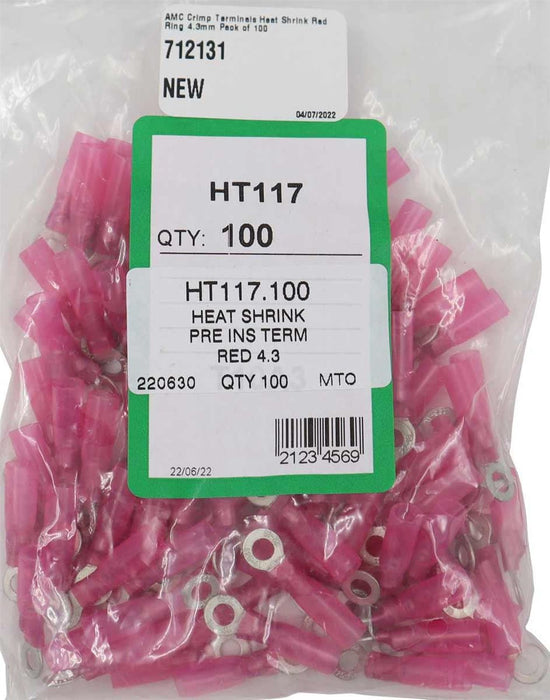 AMC Crimp Terminals Heat Shrink Red
Ring 4.3mm Pack of 100
712131
NEW
04/07/2022
HT117
QTY: 100
HT117.100
HEAT SHRINK
PRE INS TERM
RED 4.3
220630 QTY 100 MTO
2123 4569
22/06/22